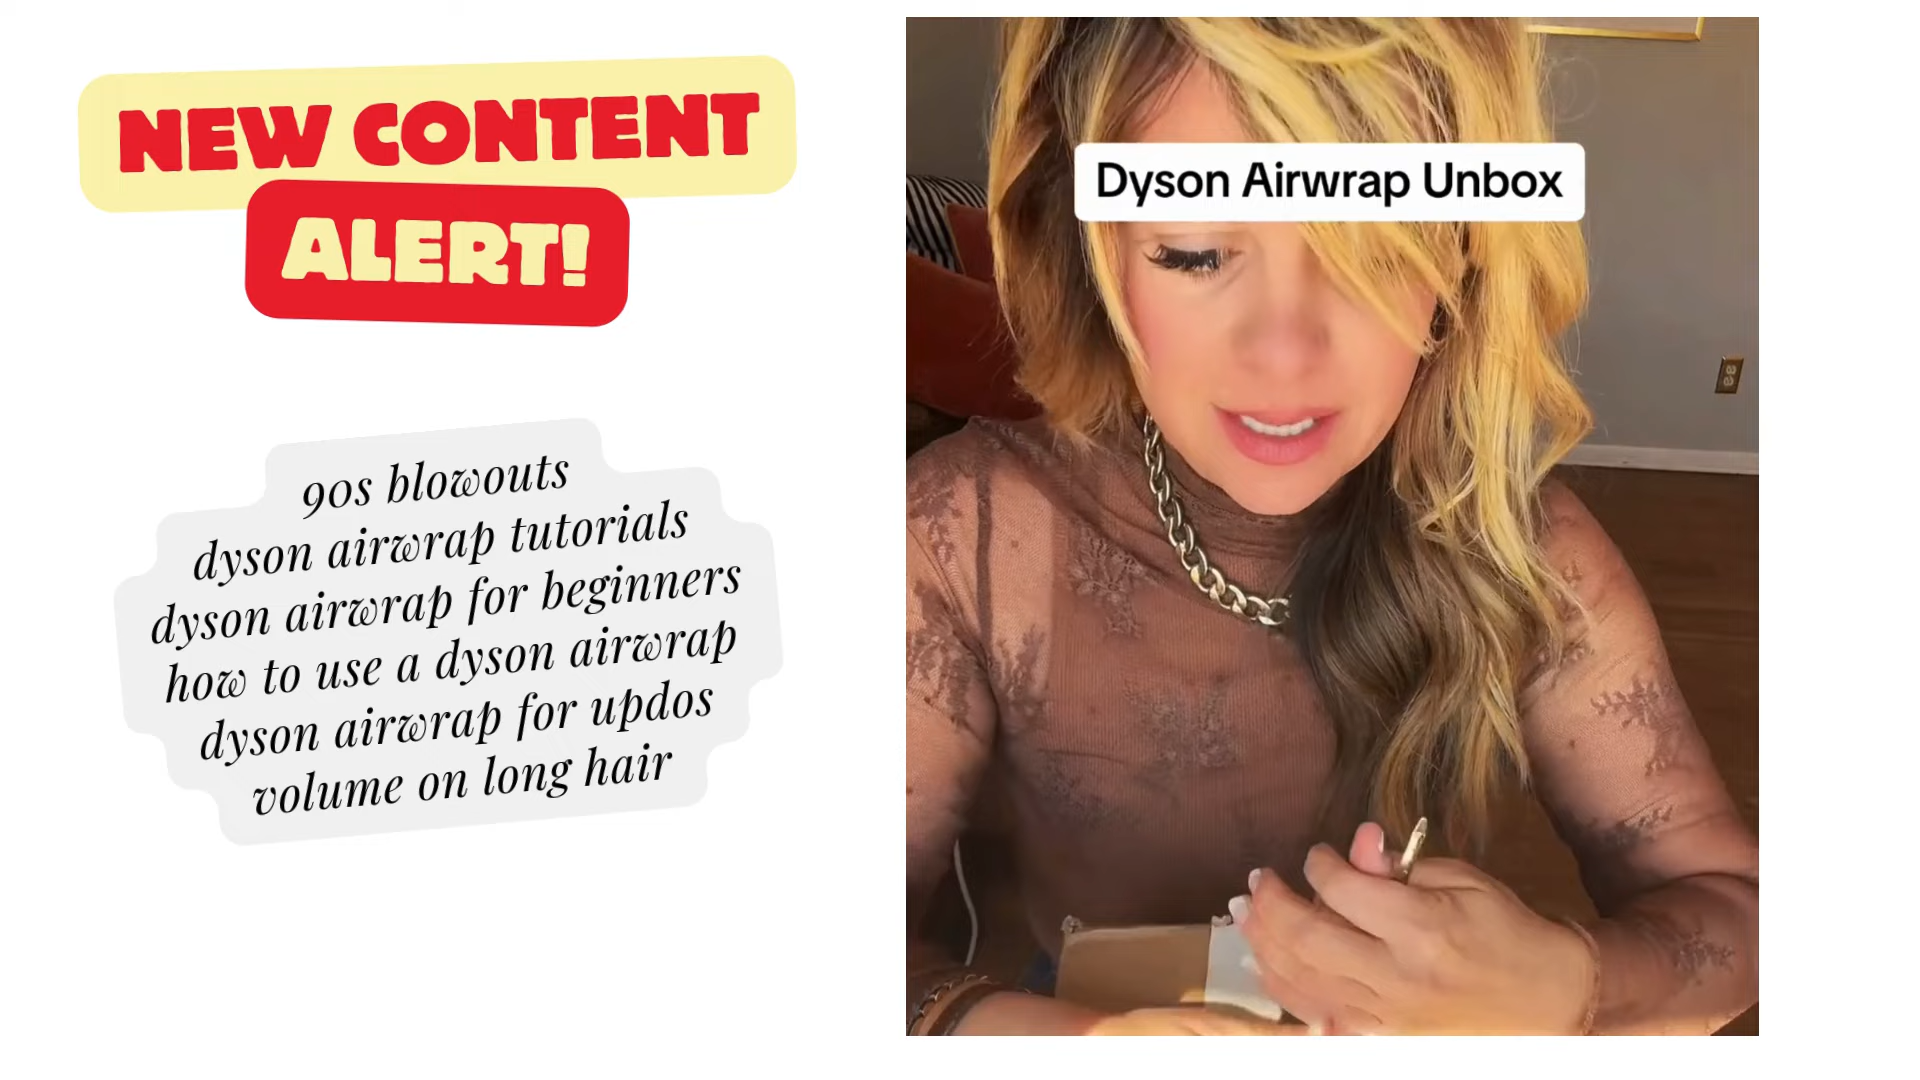 NEW CONTENT
ALERT!
90s blowouts
dyson airwrap tutorials
dyson airwrap for beginners
how to use a dyson airwrap
dyson airwrap for updos
volume on long hair
Dyson Airwrap Unbox